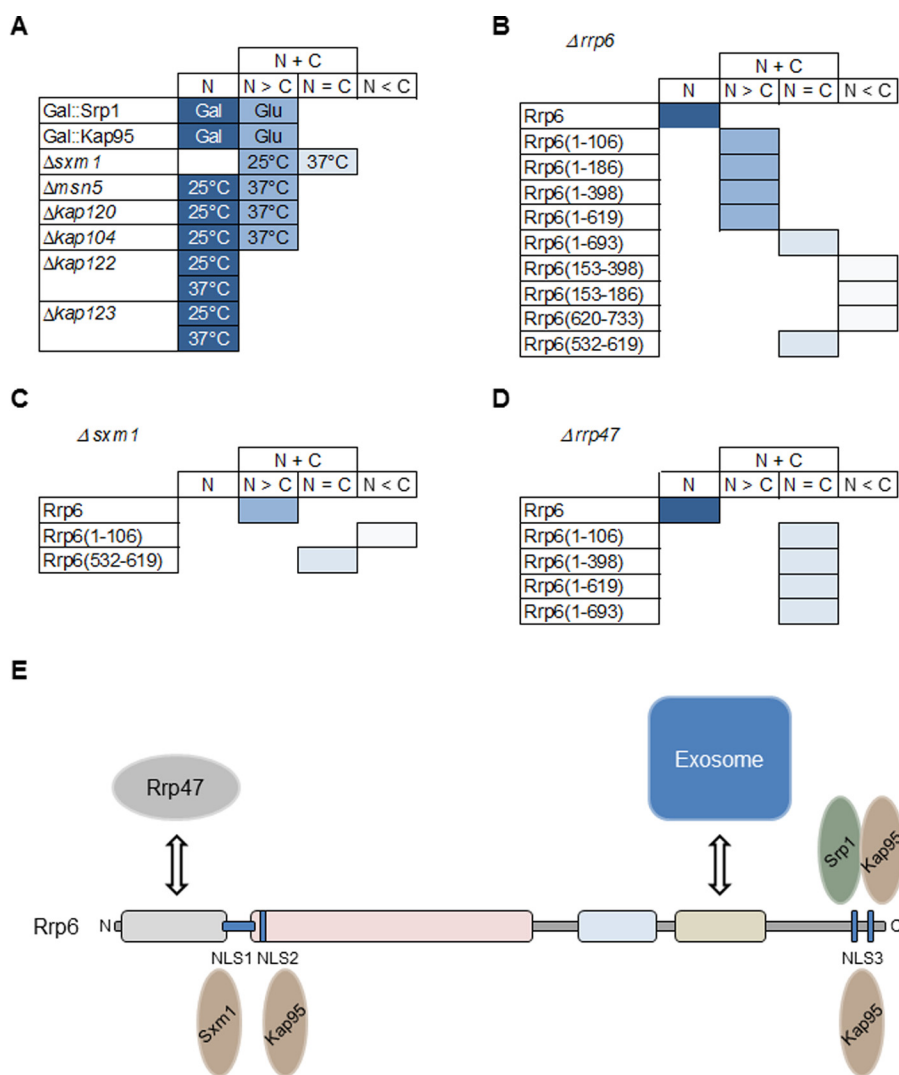 A
N + C
N N > C N = C N < C
Gal::Srp1 Gal Glu
Gal::Kap95 Gal Glu
Δsxm1 25°C 37°C
Δmsn5 25°C 37°C
Δkap120 25°C 37°C
Δkap104 25°C 37°C
Δkap122 25°C
37°C
Δkap123 25°C
37°C
B
Δrrp6
N + C
N N > C N = C N < C
Rrp6
Rrp6(1-106)
Rrp6(1-186)
Rrp6(1-398)
Rrp6(1-619)
Rrp6(1-693)
Rrp6(153-398)
Rrp6(153-186)
Rrp6(620-733)
Rrp6(532-619)
C
Δsxm1
N + C
N N > C N = C N < C
Rrp6
Rrp6(1-106)
Rrp6(532-619)
D
Δrrp47
N + C
N N > C N = C N < C
Rrp6
Rrp6(1-106)
Rrp6(1-398)
Rrp6(1-619)
Rrp6(1-693)
E
Rrp47
Exosome
Srp1
Kap95
Rrp6
N
C
NLS1
NLS2
NLS3
Sxm1
Kap95
Kap95